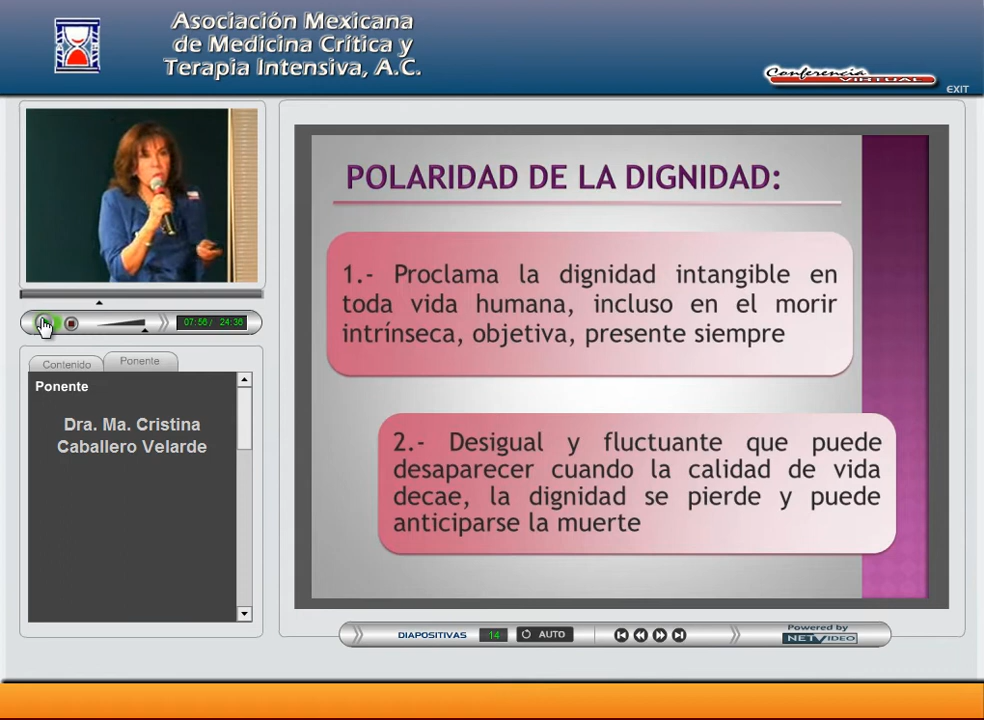 Asociación Mexicana
de Medicina Crítica y
Terapia Intensiva, A.C.
Conferencia
VIRTUAL
EXIT
POLARIDAD DE LA DIGNIDAD:
1.- Proclama la dignidad intangible en
toda vida humana, incluso en el morir
intrínseca, objetiva, presente siempre
2.- Desigual y fluctuante que puede
desaparecer cuando la calidad de vida
decae, la dignidad se pierde y puede
anticiparse la muerte
07:56/ 24:36
Contenido
Ponente
Ponente
Dra. Ma. Cristina
Caballero Velarde
DIAPOSITIVAS
14
AUTO
Powered by
NETVIDEO